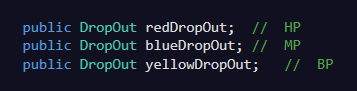 public DropOut redDropOut;  //  HP
public DropOut blueDropOut; //  MP
public DropOut yellowDropOut;   //  BP